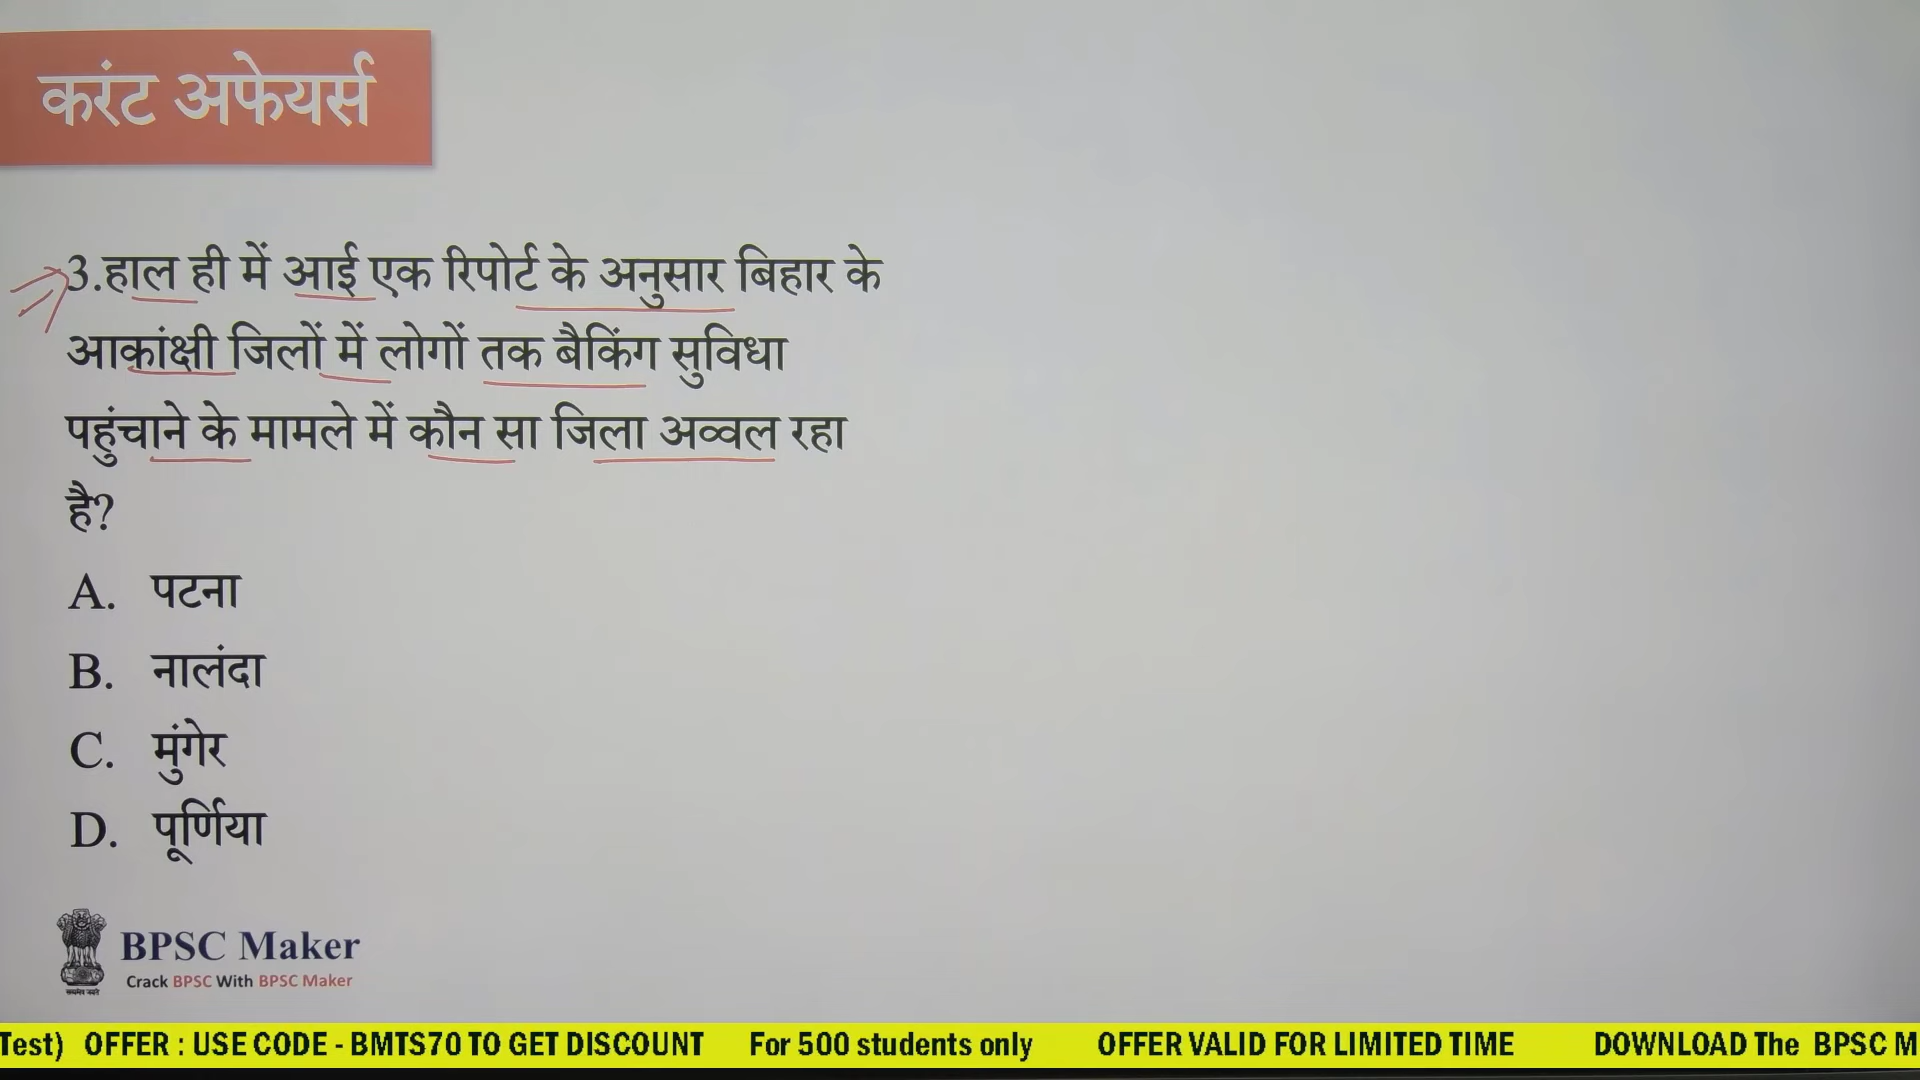 करंट अफेयर्स
3.हाल ही में आई एक रिपोर्ट के अनुसार बिहार के
आकांक्षी जिलों में लोगों तक बैकिंग सुविधा
पहुंचाने के मामले में कौन सा जिला अव्वल रहा
है?
A. पटना
B. नालंदा
C. मुंगेर
D. पूर्णिया
BPSC Maker
Crack BPSC With BPSC Maker
Test) OFFER : USE CODE - BMTS70 TO GET DISCOUNT For 500 students only OFFER VALID FOR LIMITED TIME DOWNLOAD The BPSC M